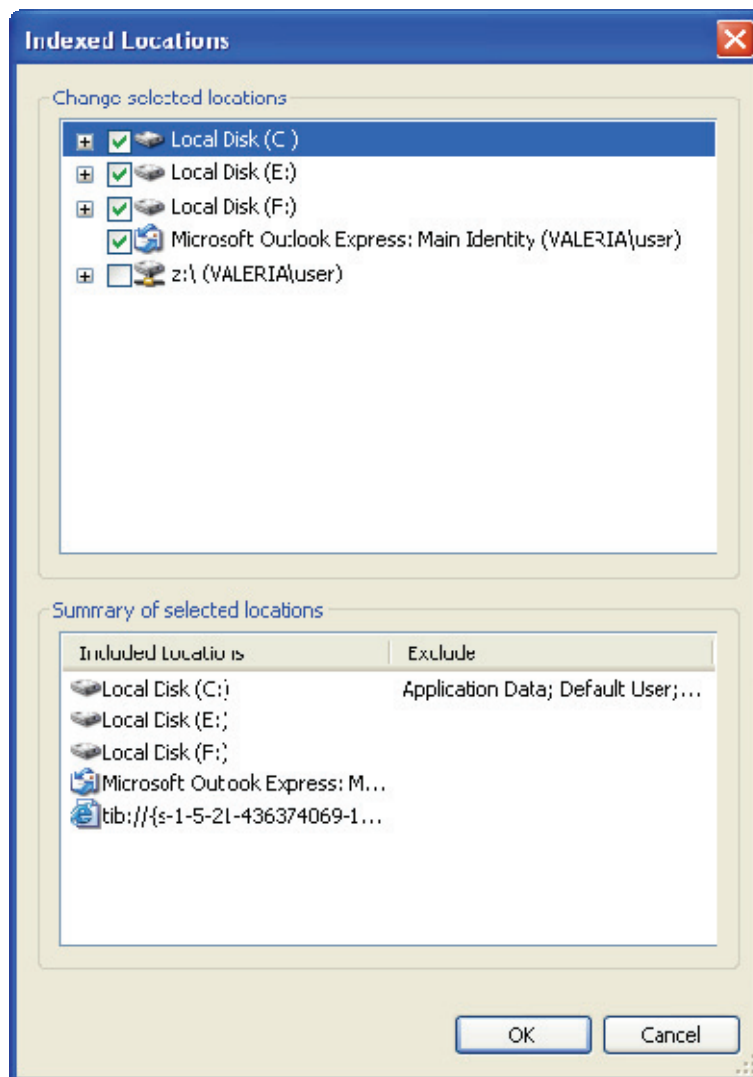 Indexed Locations
Change selected locations
Local Disk (C:)
Local Disk (E:)
Local Disk (F:)
Microsoft Outlook Express: Main Identity (VALERIA\user)
z:\ (VALERIA\user)
Summary of selected locations
Included Locations Exclude
Local Disk (C:) Application Data; Default User;...
Local Disk (E:)
Local Disk (F:)
Microsoft Outlook Express: M...
tib://{s-1-5-21-436374069-1...
OK Cancel